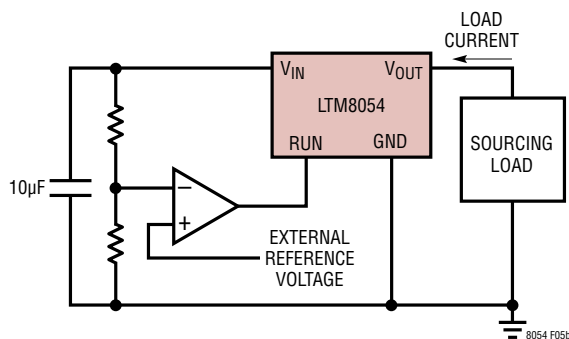 LOAD
CURRENT
VIN
VOUT
LTM8054
RUN
GND
SOURCING
LOAD
10µF
–
+
EXTERNAL
REFERENCE
VOLTAGE
8054 F05b